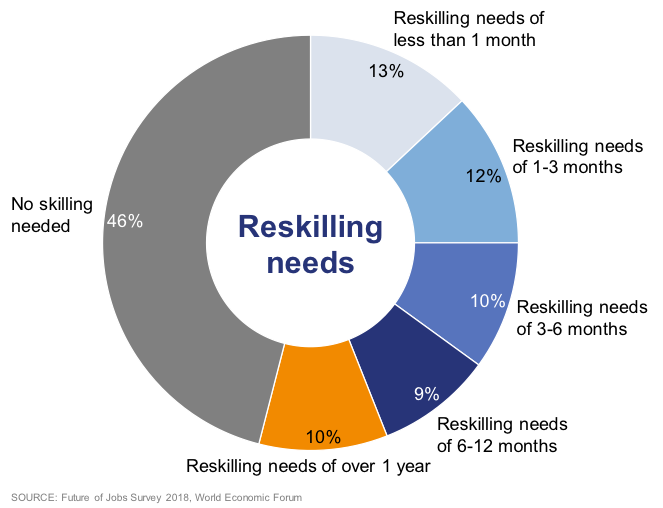 Reskilling needs of
less than 1 month
13%
Reskilling needs
of 1-3 months
12%
No skilling
needed
46%
Reskilling
needs
10%
Reskilling needs
of 3-6 months
9%
Reskilling needs
of 6-12 months
10%
Reskilling needs of over 1 year
SOURCE: Future of Jobs Survey 2018, World Economic Forum